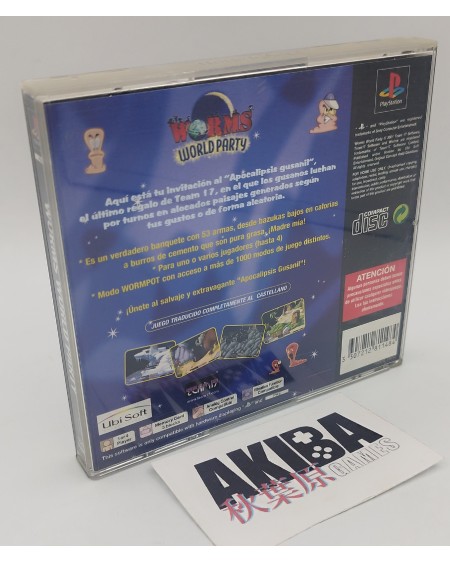 WORMS
WORLD PARTY
PlayStation
Aquí está tu invitación al "Apocalipsis gusanil",
el último regalo de Team 17, en el que los gusanos luchan
por turnos en alocados paisajes generados según
tus gustos o de forma aleatoria.
• Es un verdadero banquete con 53 armas, desde bazukas bajos en calorías
a burros de cemento que son pura grasa. ¡Madre mía!
• Para uno o varios jugadores (hasta 4)
• Modo WORMPOT con acceso a más de 1000 modos de juego distintos.
¡Únete al salvaje y extravagante "Apocalipsis Gusanil"!
JUEGO TRADUCIDO COMPLETAMENTE AL CASTELLANO
COMPACT
disc
ATENCIÓN
TEAM17
Ubi Soft
Memory Card
This software is only compatible with hardware displaying
AKIBA
秋葉原
GAMES